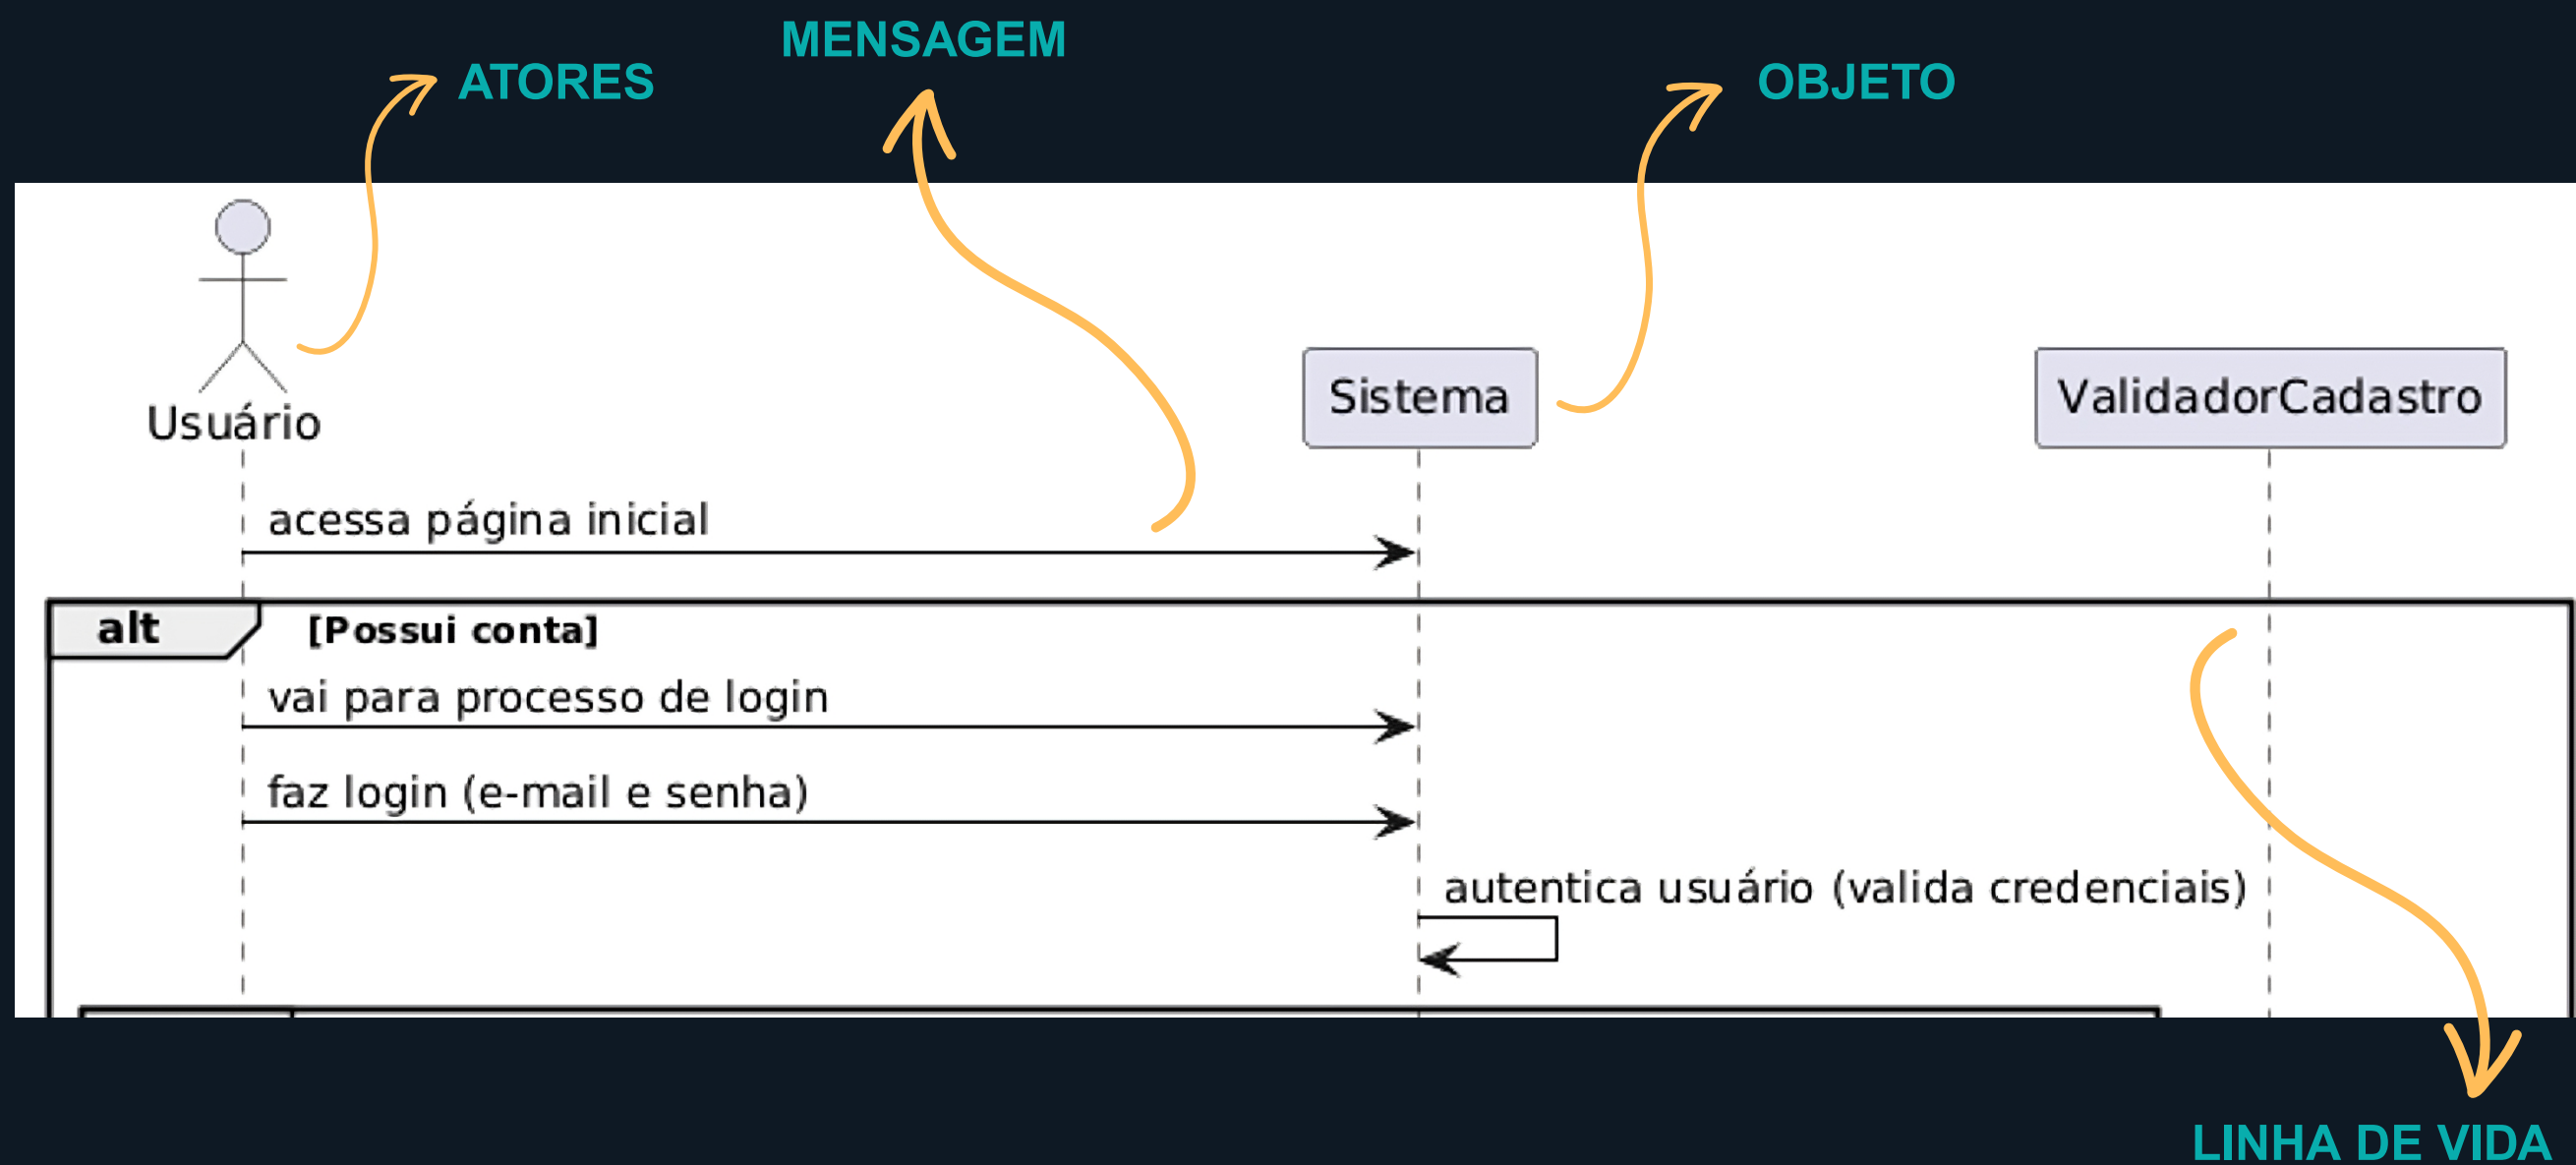 MENSAGEM
ATORES
OBJETO
Usuário
Sistema
ValidadorCadastro
acessa página inicial
alt
[Possui conta]
vai para processo de login
faz login (e-mail e senha)
autentica usuário (valida credenciais)
LINHA DE VIDA